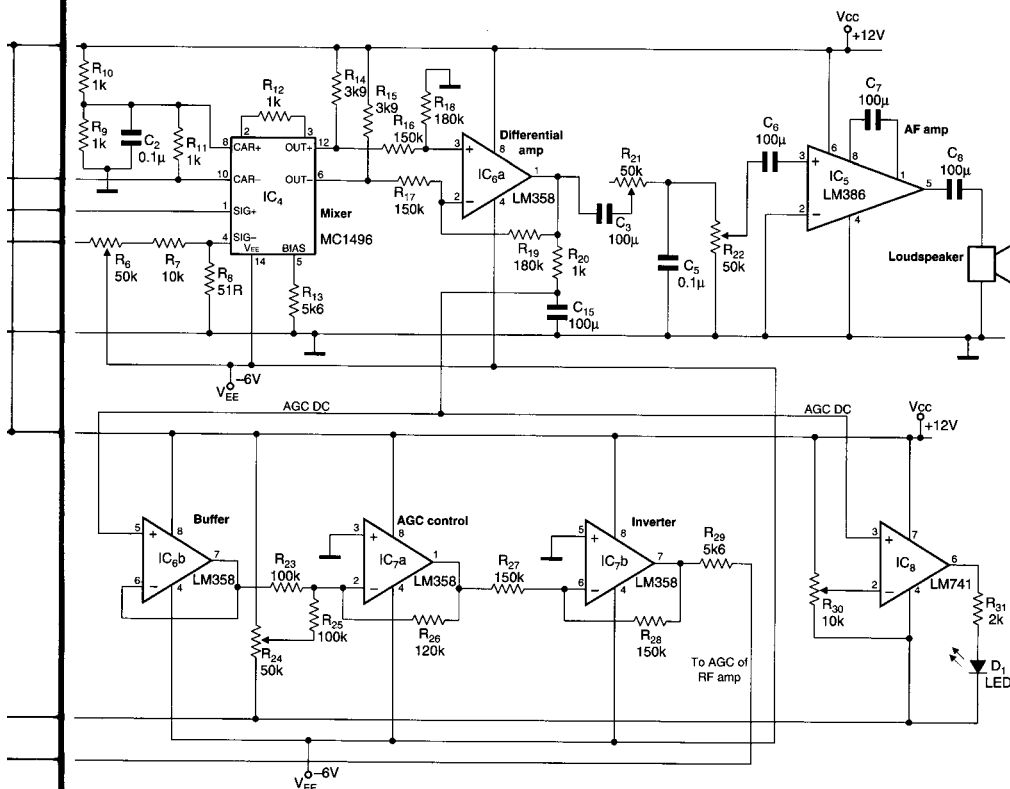 Vcc
+12V
R10
1k
R12
1k
R14
3k9
R15
3k9
R18
180k
C7
100µ
R9
1k
C2
0.1µ
R11
1k
2
3
R16
150k
Differential
amp
C6
100µ
AF amp
C8
100µ
8
CAR+
OUT+
12
3
+
8
6
8
1
3
+
IC6a
1
LM358
R21
50k
IC5
LM386
5
10
CAR–
OUT–
6
R17
150k
2
–
4
2
–
4
IC4
1
SIG+
Mixer
MC1496
4
SIG–
VEE
BIAS
14
5
R6
50k
R7
10k
R8
51R
R13
5k6
R19
180k
R20
1k
C3
100µ
C5
0.1µ
R22
50k
Loudspeaker
C15
100µ
–6V
VEE
AGC DC
AGC DC
Vcc
+12V
Buffer
AGC control
Inverter
5
+
8
IC6b
7
LM358
6
–
4
R23
100k
3
+
8
IC7a
1
LM358
2
–
4
R27
150k
5
+
8
IC7b
7
LM358
6
–
4
R29
5k6
3
+
7
IC8
6
LM741
2
–
4
R24
50k
R25
100k
R26
120k
R28
150k
R30
10k
R31
2k
To AGC of
RF amp
D1
LED
VEE
–6V